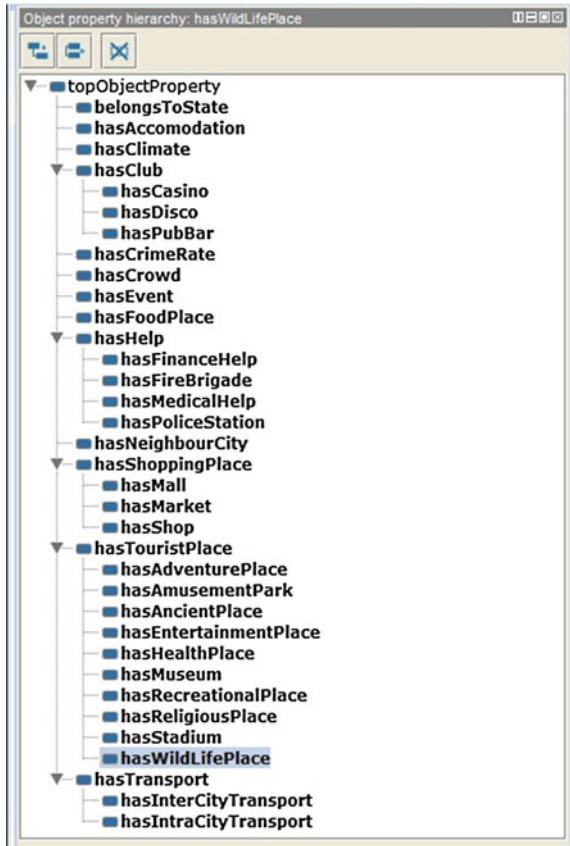 Object property hierarchy: hasWildLifePlace
topObjectProperty
belongsToState
hasAccomodation
hasClimate
hasClub
hasCasino
hasDisco
hasPubBar
hasCrimeRate
hasCrowd
hasEvent
hasFoodPlace
hasHelp
hasFinanceHelp
hasFireBrigade
hasMedicalHelp
hasPoliceStation
hasNeighbourCity
hasShoppingPlace
hasMall
hasMarket
hasShop
hasTouristPlace
hasAdventurePlace
hasAmusementPark
hasAncientPlace
hasEntertainmentPlace
hasHealthPlace
hasMuseum
hasRecreationalPlace
hasReligiousPlace
hasStadium
hasWildLifePlace
hasTransport
hasInterCityTransport
hasIntraCityTransport